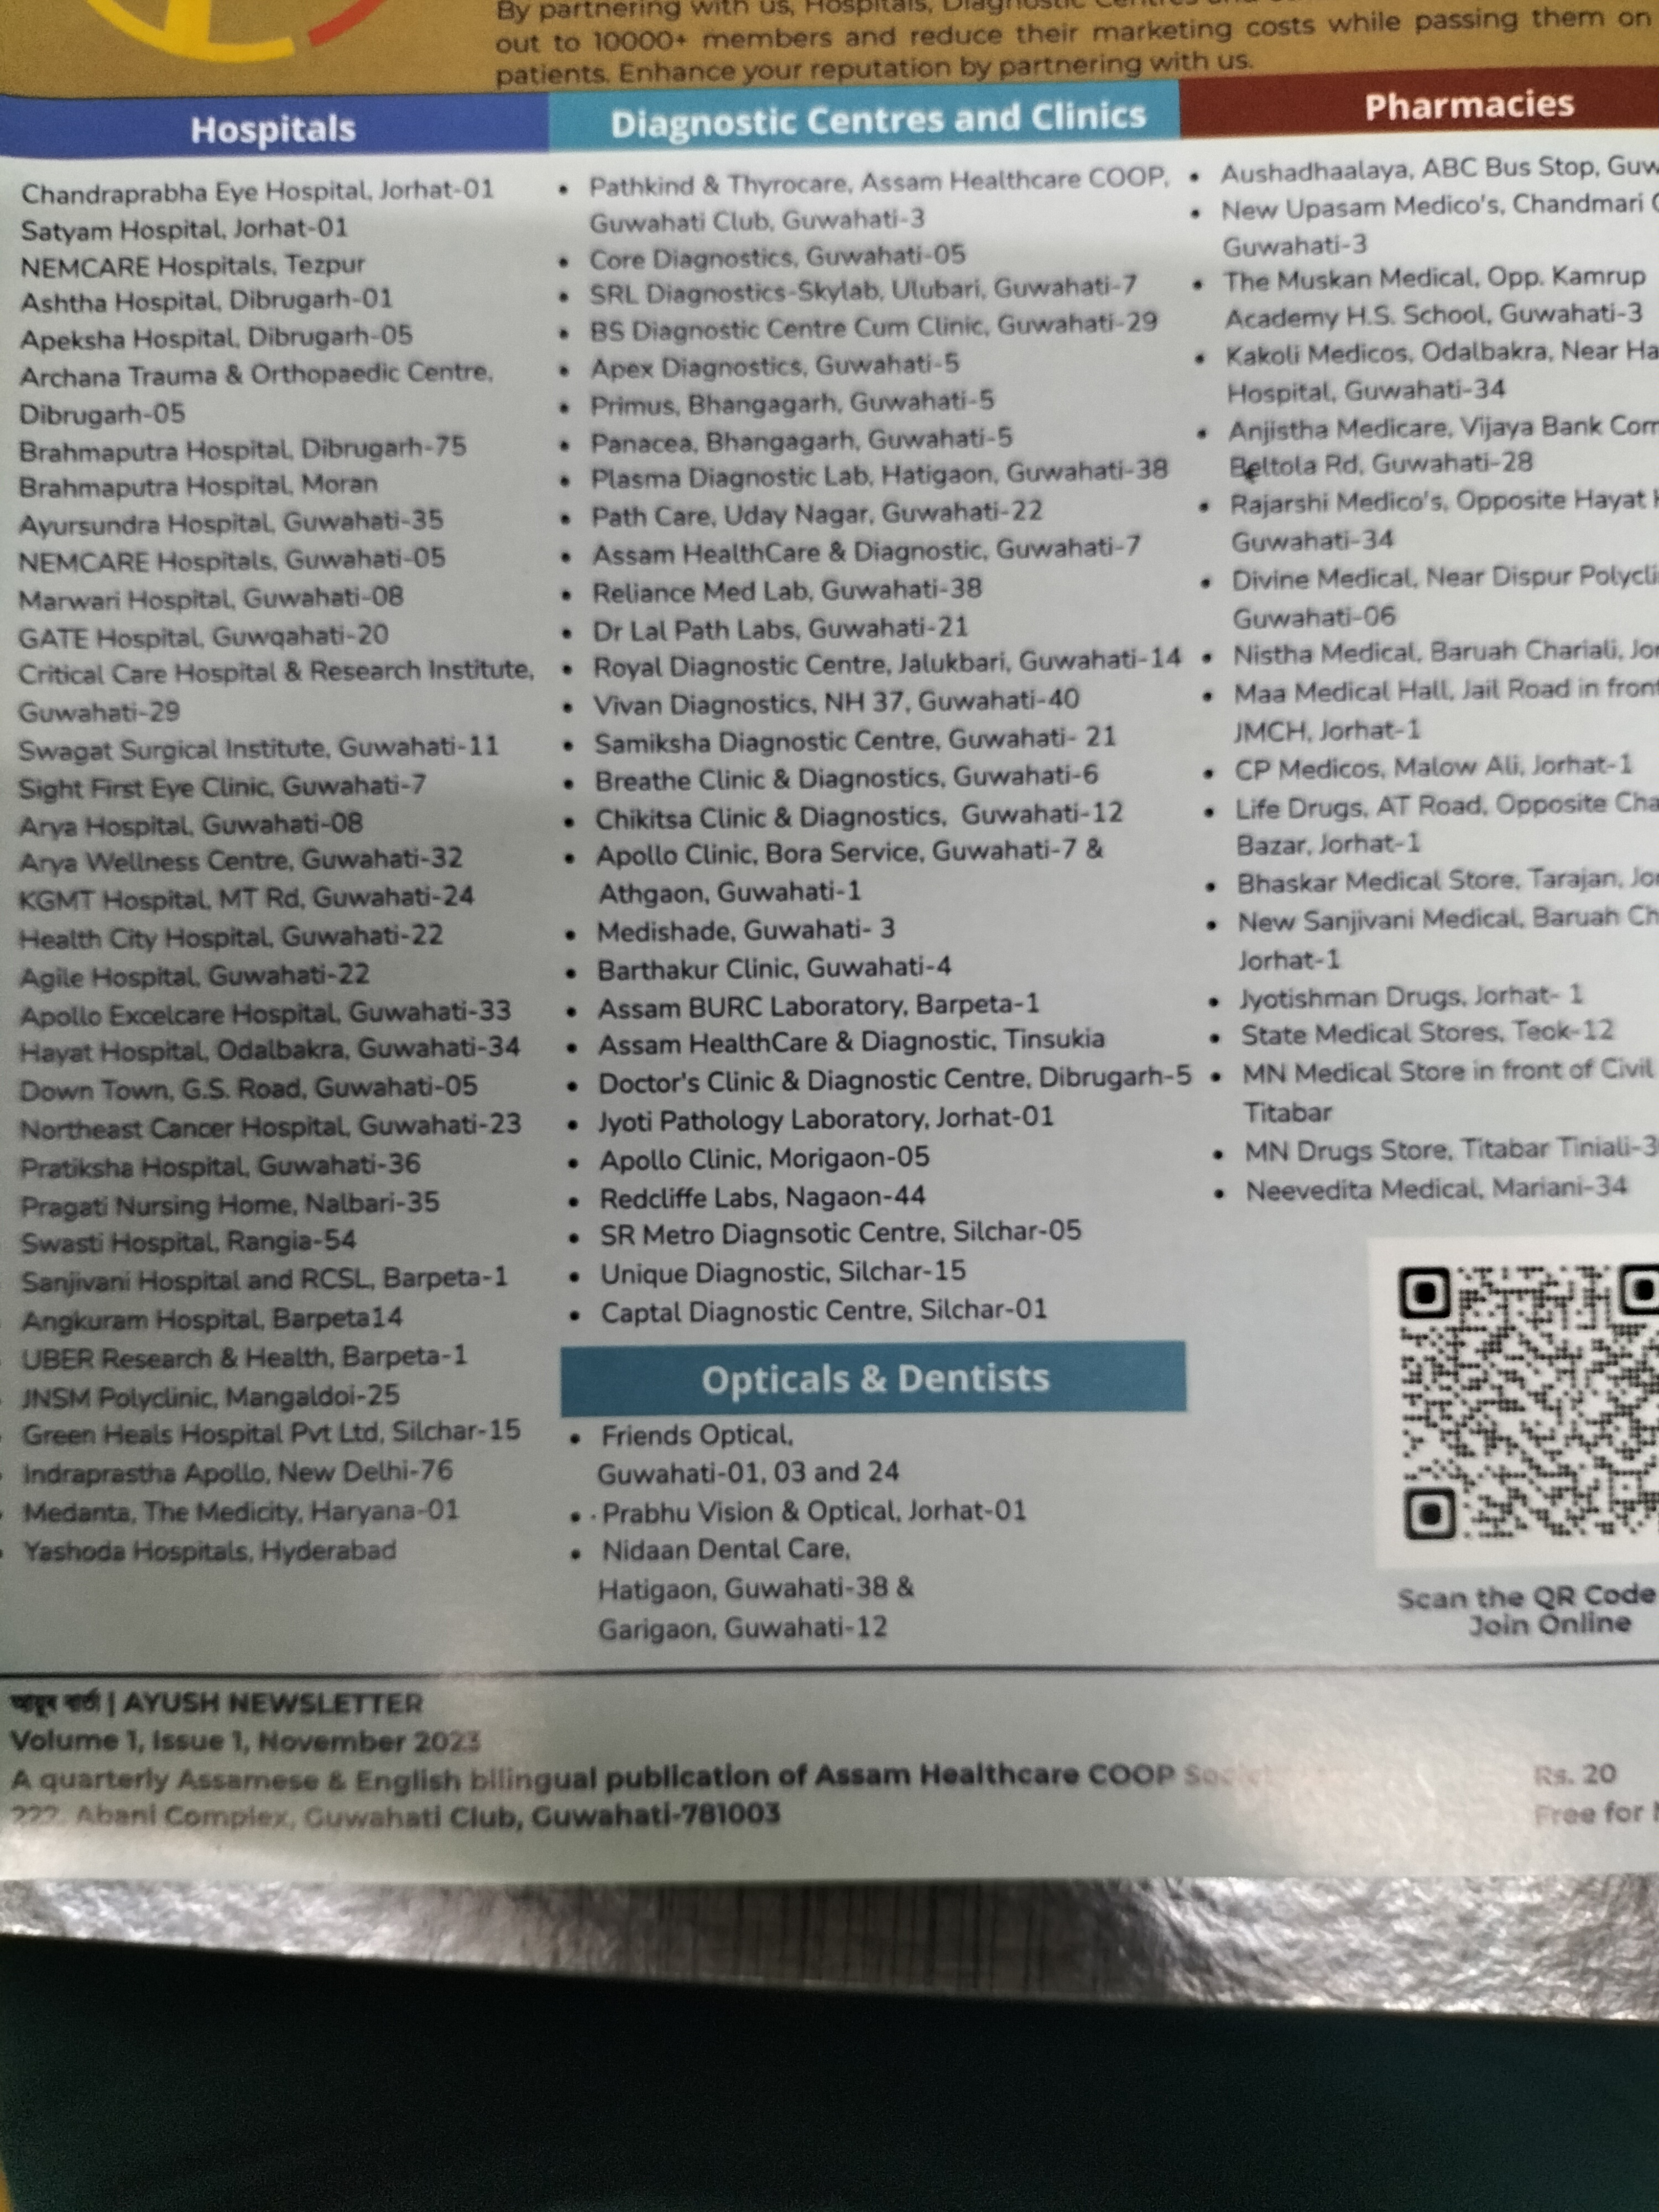 By partnering with us, Hospitals, Diagnostic Centres and
out to 10000+ members and reduce their marketing costs while passing them on
patients. Enhance your reputation by partnering with us.
Hospitals
Chandraprabha Eye Hospital, Jorhat-01
Satyam Hospital, Jorhat-01
NEMCARE Hospitals, Tezpur
Ashtha Hospital, Dibrugarh-01
Apeksha Hospital, Dibrugarh-05
Archana Trauma & Orthopaedic Centre,
Dibrugarh-05
Brahmaputra Hospital, Dibrugarh-75
Brahmaputra Hospital, Moran
Ayursundra Hospital, Guwahati-35
NEMCARE Hospitals, Guwahati-05
Marwari Hospital, Guwahati-08
GATE Hospital, Guwqahati-20
Critical Care Hospital & Research Institute,
Guwahati-29
Swagat Surgical Institute, Guwahati-11
Sight First Eye Clinic, Guwahati-7
Arya Hospital, Guwahati-08
Arya Wellness Centre, Guwahati-32
KGMT Hospital, MT Rd, Guwahati-24
Health City Hospital, Guwahati-22
Agile Hospital, Guwahati-22
Apollo Excelcare Hospital, Guwahati-33
Hayat Hospital, Odalbakra, Guwahati-34
Down Town, G.S. Road, Guwahati-05
Northeast Cancer Hospital, Guwahati-23
Pratiksha Hospital, Guwahati-36
Pragati Nursing Home, Nalbari-35
Swasti Hospital, Rangia-54
Sanjivani Hospital and RCSL, Barpeta-1
Angkuram Hospital, Barpeta14
UBER Research & Health, Barpeta-1
JNSM Polyclinic, Mangaldoi-25
Green Heals Hospital Pvt Ltd, Silchar-15
Indraprastha Apollo, New Delhi-76
Medanta, The Medicity, Haryana-01
Yashoda Hospitals, Hyderabad
Diagnostic Centres and Clinics
• Pathkind & Thyrocare, Assam Healthcare COOP,
Guwahati Club, Guwahati-3
• Core Diagnostics, Guwahati-05
• SRL Diagnostics-Skylab, Ulubari, Guwahati-7
• BS Diagnostic Centre Cum Clinic, Guwahati-29
• Apex Diagnostics, Guwahati-5
• Primus, Bhangagarh, Guwahati-5
• Panacea, Bhangagarh, Guwahati-5
• Plasma Diagnostic Lab, Hatigaon, Guwahati-38
• Path Care, Uday Nagar, Guwahati-22
• Assam HealthCare & Diagnostic, Guwahati-7
• Reliance Med Lab, Guwahati-38
• Dr Lal Path Labs, Guwahati-21
• Royal Diagnostic Centre, Jalukbari, Guwahati-14
• Vivan Diagnostics, NH 37, Guwahati-40
• Samiksha Diagnostic Centre, Guwahati- 21
• Breathe Clinic & Diagnostics, Guwahati-6
• Chikitsa Clinic & Diagnostics, Guwahati-12
• Apollo Clinic, Bora Service, Guwahati-7 &
Athgaon, Guwahati-1
• Medishade, Guwahati- 3
• Barthakur Clinic, Guwahati-4
• Assam BURC Laboratory, Barpeta-1
• Assam HealthCare & Diagnostic, Tinsukia
• Doctor's Clinic & Diagnostic Centre, Dibrugarh-5
• Jyoti Pathology Laboratory, Jorhat-01
• Apollo Clinic, Morigaon-05
• Redcliffe Labs, Nagaon-44
• SR Metro Diagnsotic Centre, Silchar-05
• Unique Diagnostic, Silchar-15
• Captal Diagnostic Centre, Silchar-01
Opticals & Dentists
• Friends Optical,
Guwahati-01, 03 and 24
• Prabhu Vision & Optical, Jorhat-01
• Nidaan Dental Care,
Hatigaon, Guwahati-38 &
Garigaon, Guwahati-12
Pharmacies
• Aushadhaalaya, ABC Bus Stop, Guw
• New Upasam Medico's, Chandmari
Guwahati-3
• The Muskan Medical, Opp. Kamrup
Academy H.S. School, Guwahati-3
• Kakoli Medicos, Odalbakra, Near Ha
Hospital, Guwahati-34
• Anjistha Medicare, Vijaya Bank Com
Beltola Rd, Guwahati-28
• Rajarshi Medico's, Opposite Hayat
Guwahati-34
• Divine Medical, Near Dispur Polycli
Guwahati-06
• Nistha Medical, Baruah Chariali, Jor
• Maa Medical Hall, Jail Road in front
JMCH, Jorhat-1
• CP Medicos, Malow Ali, Jorhat-1
• Life Drugs, AT Road, Opposite Cha
Bazar, Jorhat-1
• Bhaskar Medical Store, Tarajan, Jor
• New Sanjivani Medical, Baruah Ch
Jorhat-1
• Jyotishman Drugs, Jorhat- 1
• State Medical Stores, Teok-12
• MN Medical Store in front of Civil
Titabar
• MN Drugs Store, Titabar Tiniali-3
• Neevedita Medical, Mariani-34
Scan the QR Code
Join Online
| AYUSH NEWSLETTER
Volume 1, Issue 1, November 2023
A quarterly Assamese & English bilingual publication of Assam Healthcare COOP
Abani Complex, Guwahati Club, Guwahati-781003
Rs. 20
Free for